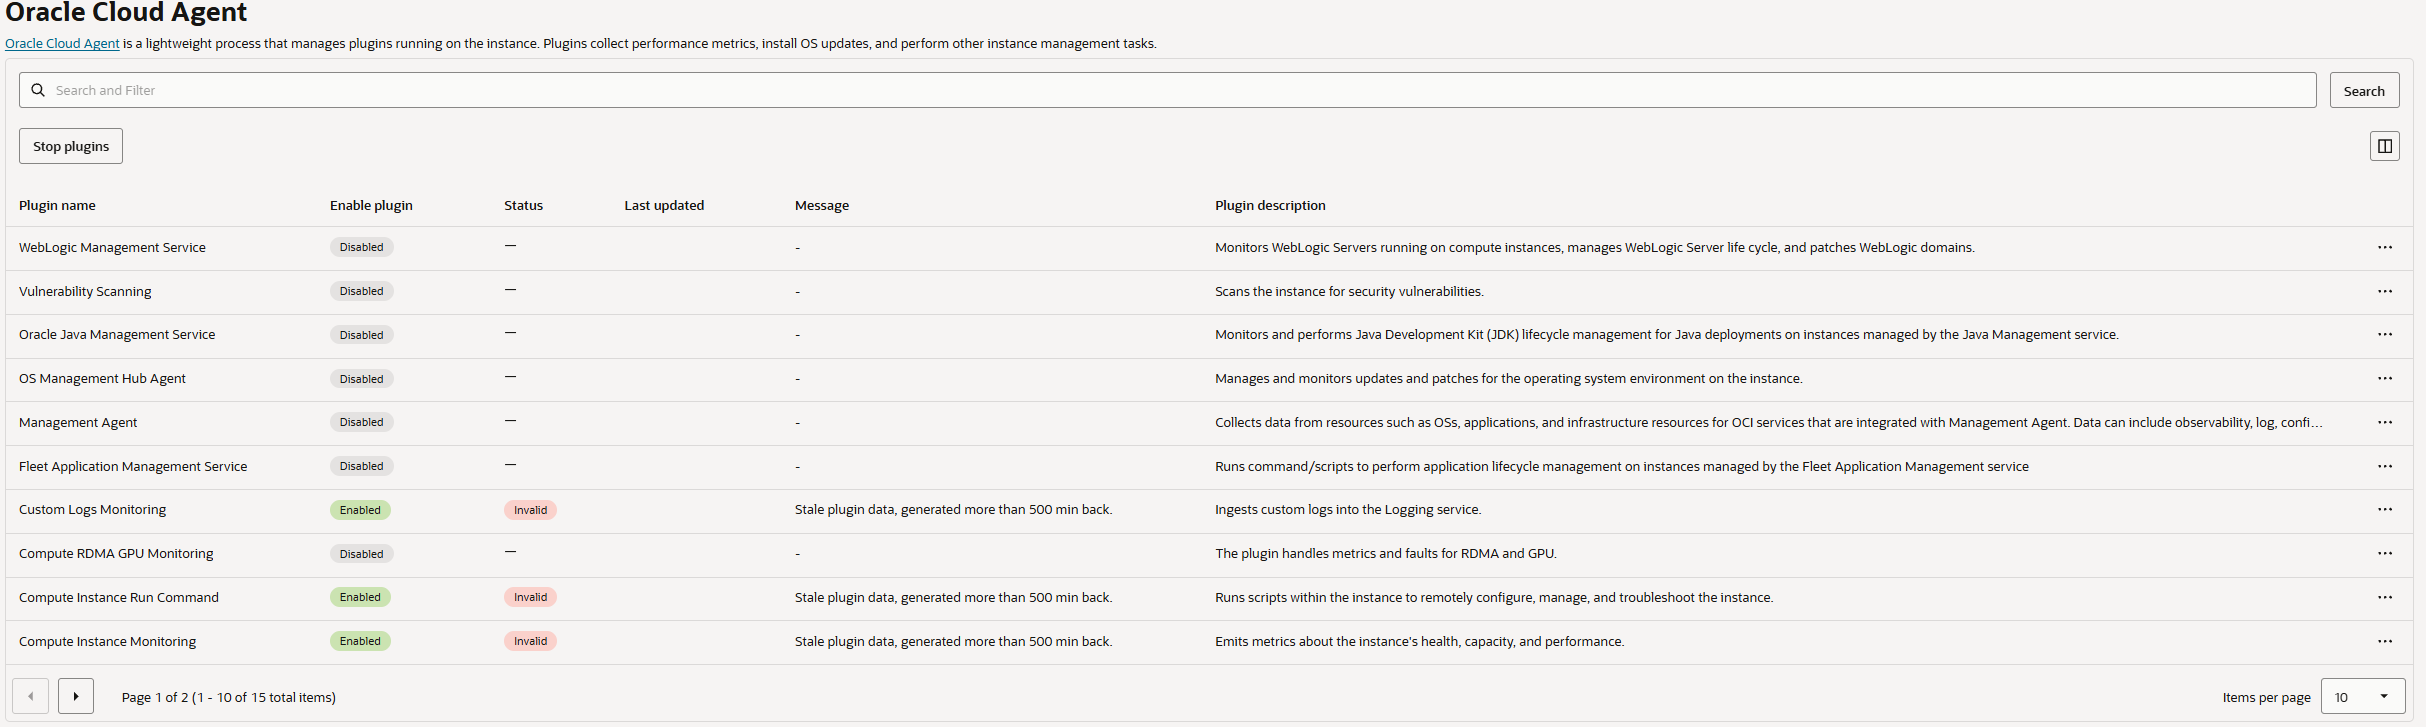 Oracle Cloud Agent
Oracle Cloud Agent is a lightweight process that manages plugins running on the instance. Plugins collect performance metrics, install OS updates, and perform other instance management tasks.
Search and Filter
Search
Stop plugins
Plugin name Enable plugin Status Last updated Message Plugin description
WebLogic Management Service Disabled — - Monitors WebLogic Servers running on compute instances, manages WebLogic Server life cycle, and patches WebLogic domains. ...
Vulnerability Scanning Disabled — - Scans the instance for security vulnerabilities. ...
Oracle Java Management Service Disabled — - Monitors and performs Java Development Kit (JDK) lifecycle management for Java deployments on instances managed by the Java Management service. ...
OS Management Hub Agent Disabled — - Manages and monitors updates and patches for the operating system environment on the instance. ...
Management Agent Disabled — - Collects data from resources such as OSs, applications, and infrastructure resources for OCI services that are integrated with Management Agent. Data can include observability, log, confi... ...
Fleet Application Management Service Disabled — - Runs command/scripts to perform application lifecycle management on instances managed by the Fleet Application Management service ...
Custom Logs Monitoring Enabled Invalid Stale plugin data, generated more than 500 min back. Ingests custom logs into the Logging service. ...
Compute RDMA GPU Monitoring Disabled — - The plugin handles metrics and faults for RDMA and GPU. ...
Compute Instance Run Command Enabled Invalid Stale plugin data, generated more than 500 min back. Runs scripts within the instance to remotely configure, manage, and troubleshoot the instance. ...
Compute Instance Monitoring Enabled Invalid Stale plugin data, generated more than 500 min back. Emits metrics about the instance's health, capacity, and performance. ...
Page 1 of 2 (1 - 10 of 15 total items) Items per page 10